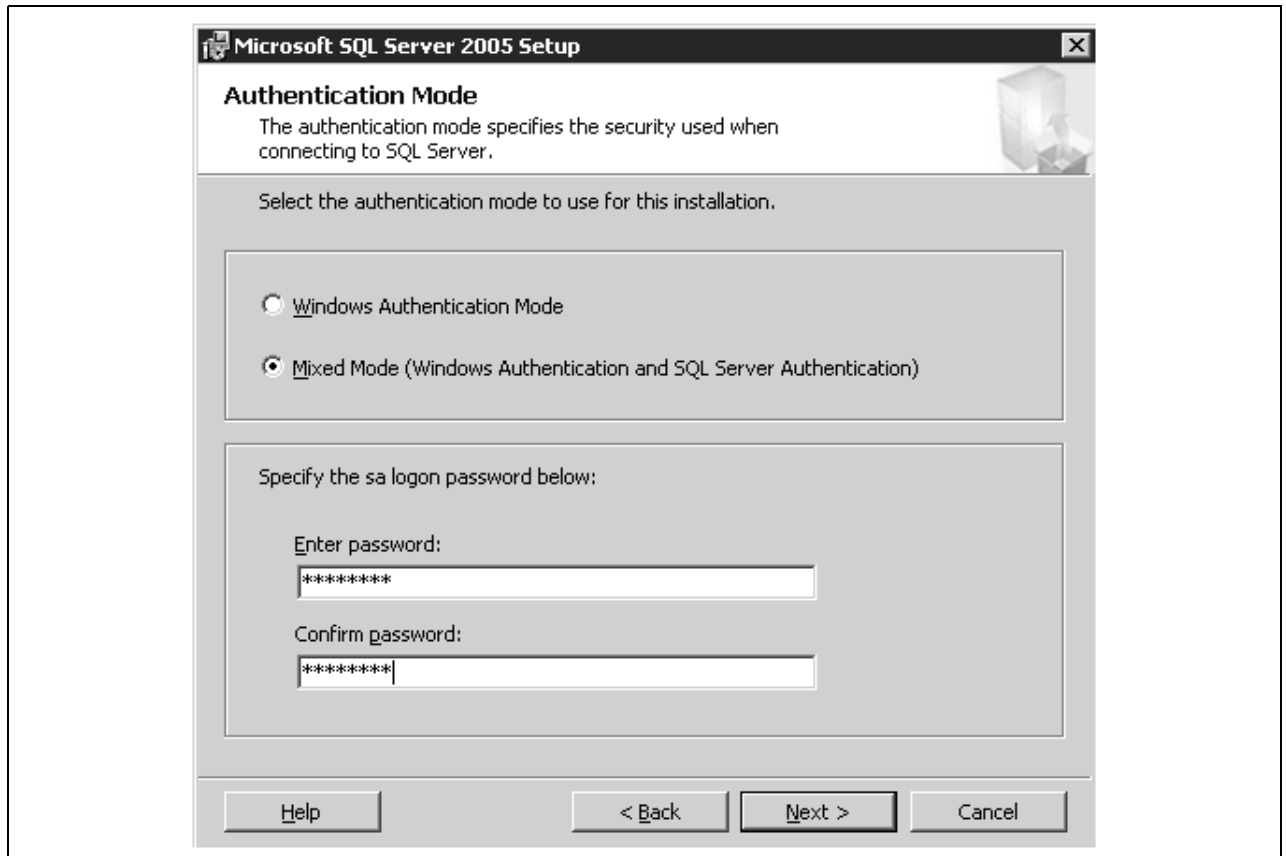 Microsoft SQL Server 2005 Setup
Authentication Mode
The authentication mode specifies the security used when
connecting to SQL Server.
Select the authentication mode to use for this installation.
Windows Authentication Mode
Mixed Mode (Windows Authentication and SQL Server Authentication)
Specify the sa logon password below:
Enter password:
********
Confirm password:
********
Help
< Back
Next >
Cancel